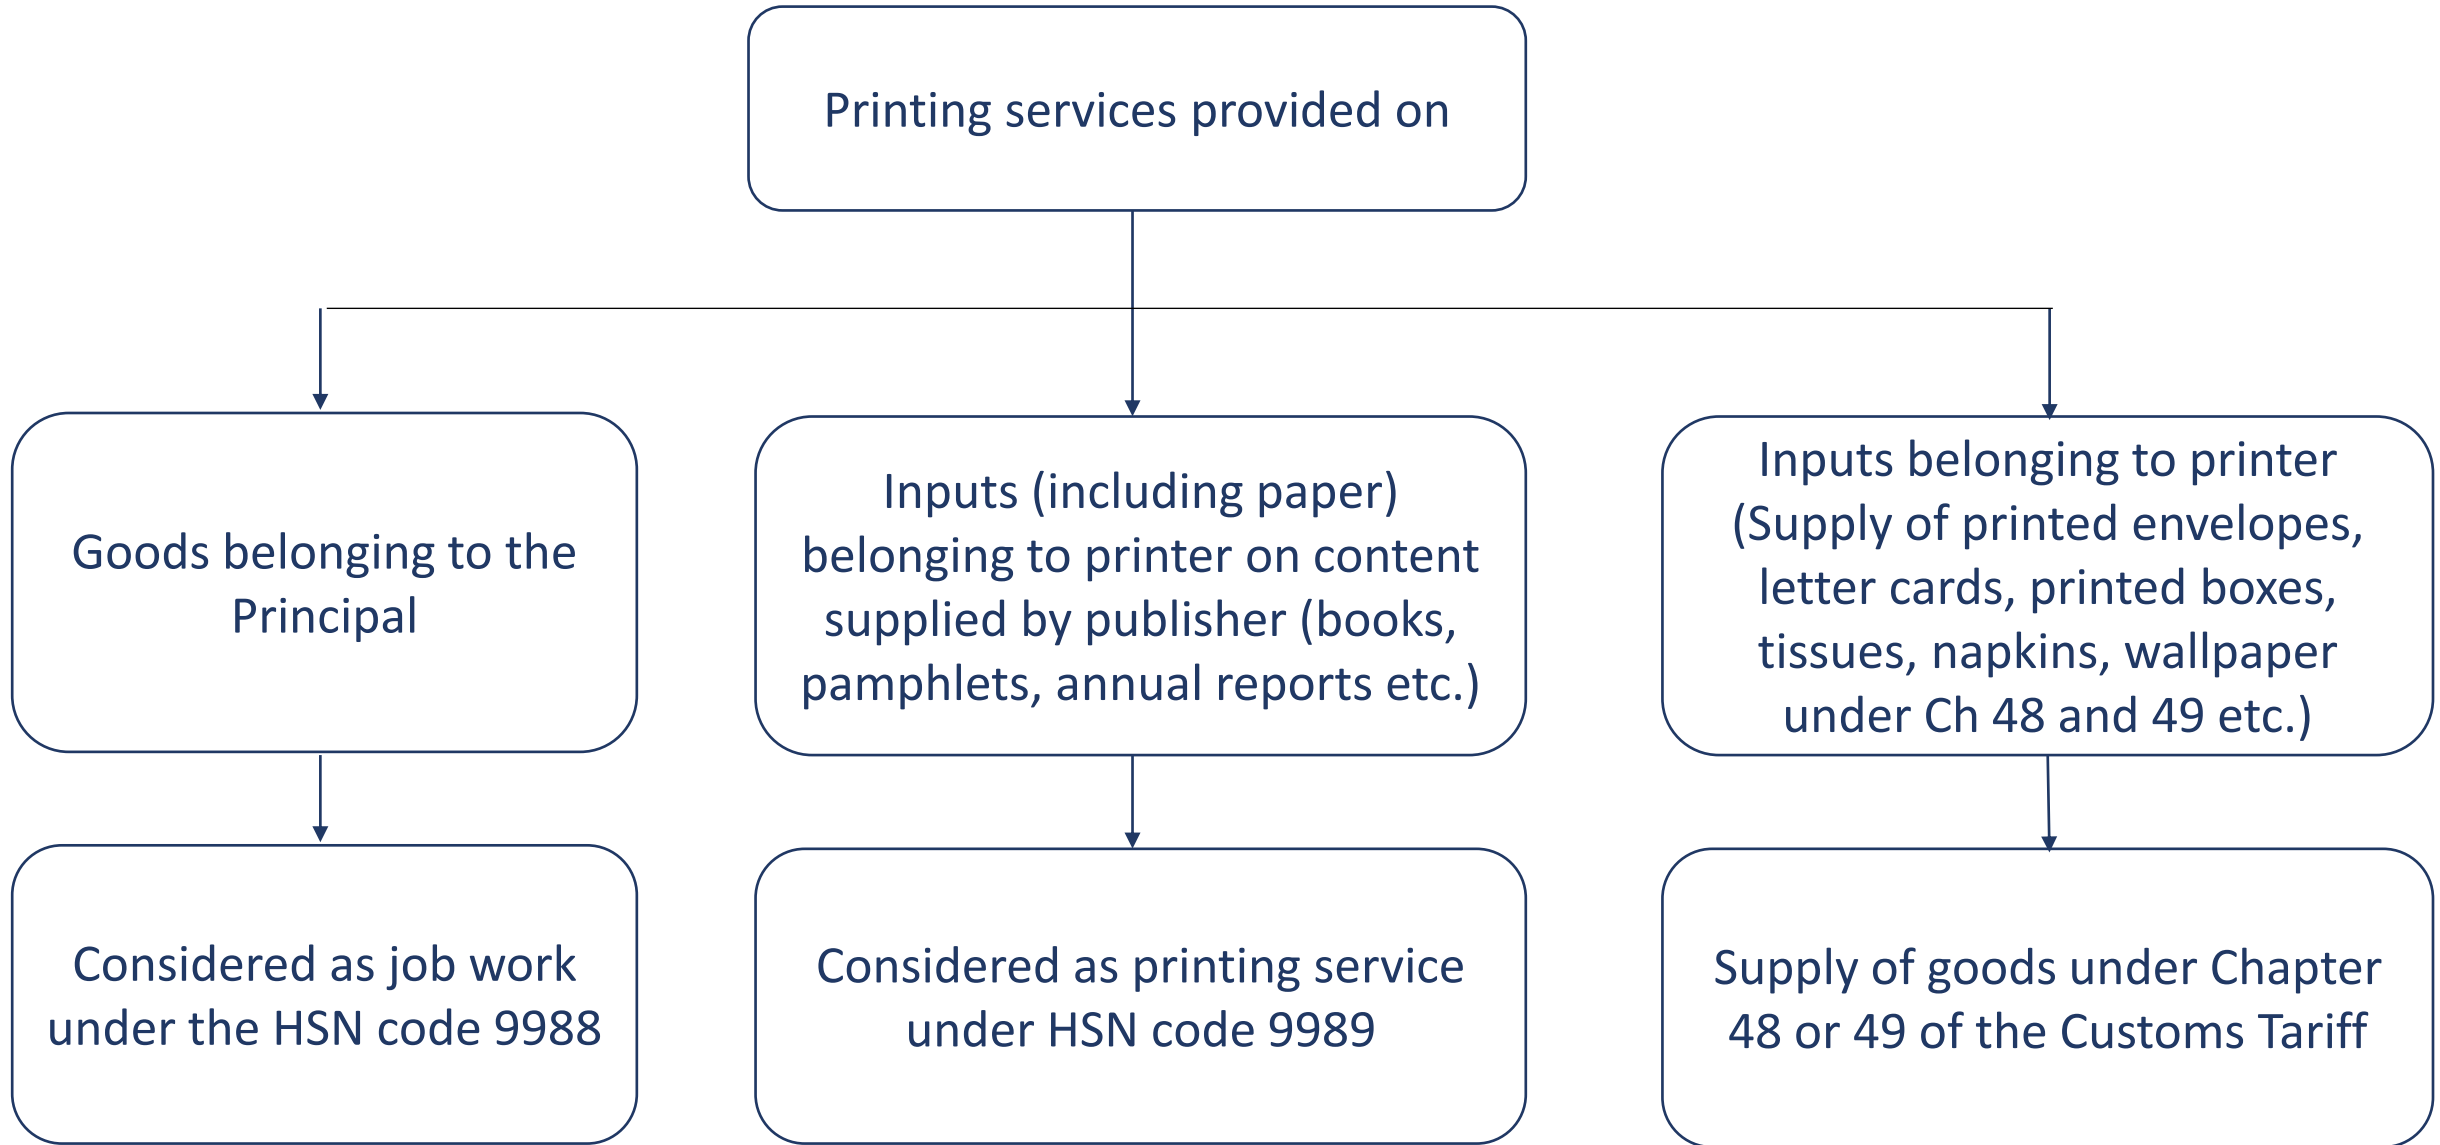 Printing services provided on
Goods belonging to the
Principal
Inputs (including paper)
belonging to printer on content
supplied by publisher (books,
pamphlets, annual reports etc.)
Inputs belonging to printer
(Supply of printed envelopes,
letter cards, printed boxes,
tissues, napkins, wallpaper
under Ch 48 and 49 etc.)
Considered as job work
under the HSN code 9988
Considered as printing service
under HSN code 9989
Supply of goods under Chapter
48 or 49 of the Customs Tariff